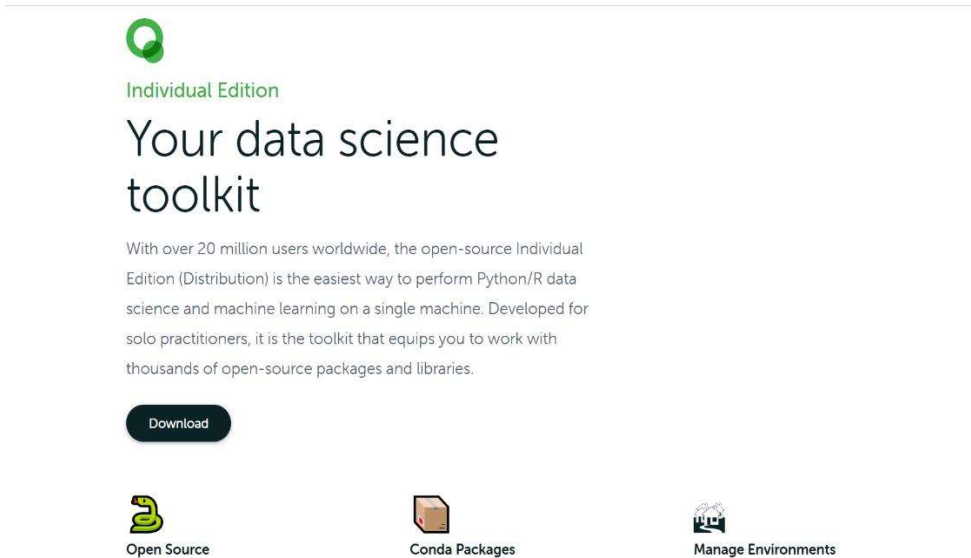 Individual Edition
Your data science
toolkit
With over 20 million users worldwide, the open-source Individual
Edition (Distribution) is the easiest way to perform Python/R data
science and machine learning on a single machine. Developed for
solo practitioners, it is the toolkit that equips you to work with
thousands of open-source packages and libraries.
Download
Open Source
Conda Packages
Manage Environments